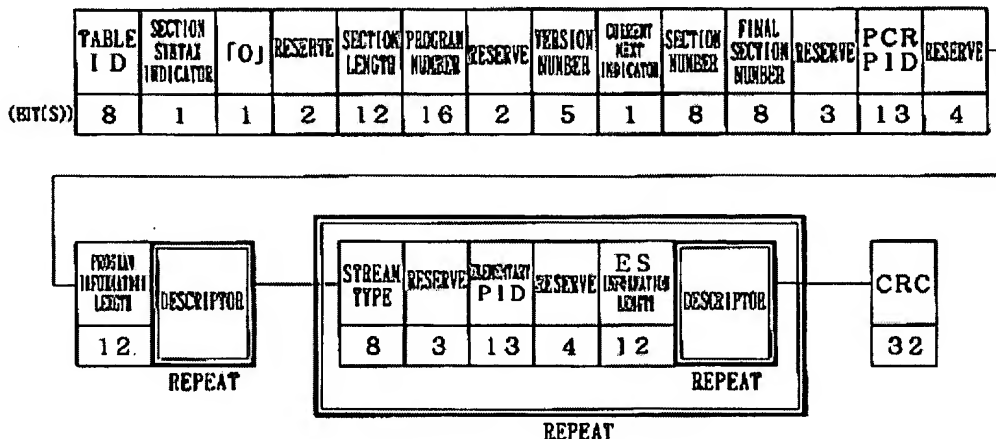 TABLE ID SECTION SYNTAX INDICATOR 「0」 RESERVE SECTION LENGTH PROGRAM NUMBER RESERVE VERSION NUMBER CURRENT NEXT INDICATOR SECTION NUMBER FINAL SECTION NUMBER RESERVE PCR PID RESERVE
(BIT(S)) 8 1 1 2 12 16 2 5 1 8 8 3 13 4
PROGRAM INFORMATION LENGTH DESCRIPTOR STREAM TYPE RESERVE ELEMENTARY PID RESERVE ES INFORMATION LENGTH DESCRIPTOR CRC
12 8 3 13 4 12 32
REPEAT REPEAT
REPEAT